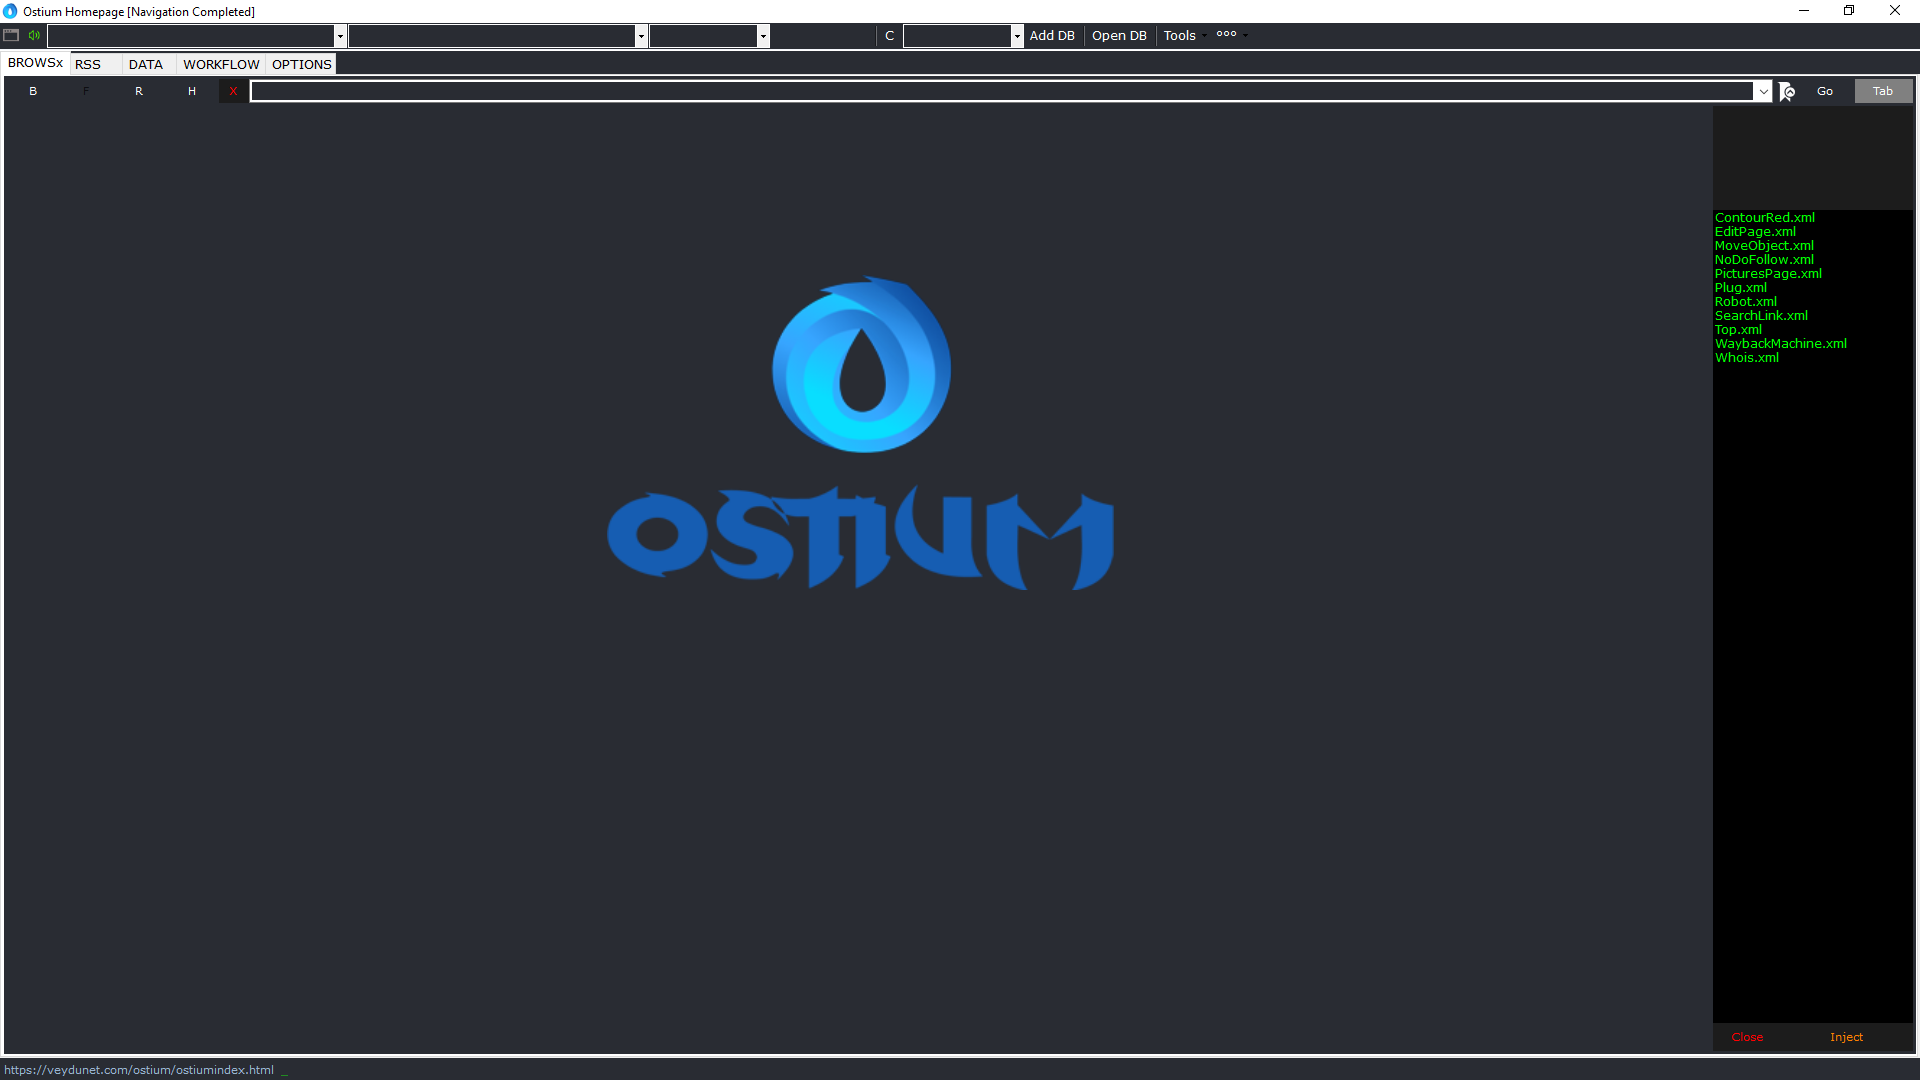 Ostium Homepage [Navigation Completed]
C Add DB Open DB Tools
BROWSx RSS DATA WORKFLOW OPTIONS
B F R H X Go Tab
ContourRed.xml
EditPage.xml
MoveObject.xml
NoDoFollow.xml
PicturesPage.xml
Plug.xml
Robot.xml
SearchLink.xml
Top.xml
WaybackMachine.xml
Whois.xml
OSTIUM
Close Inject
https://veydunet.com/ostium/ostiumindex.html _